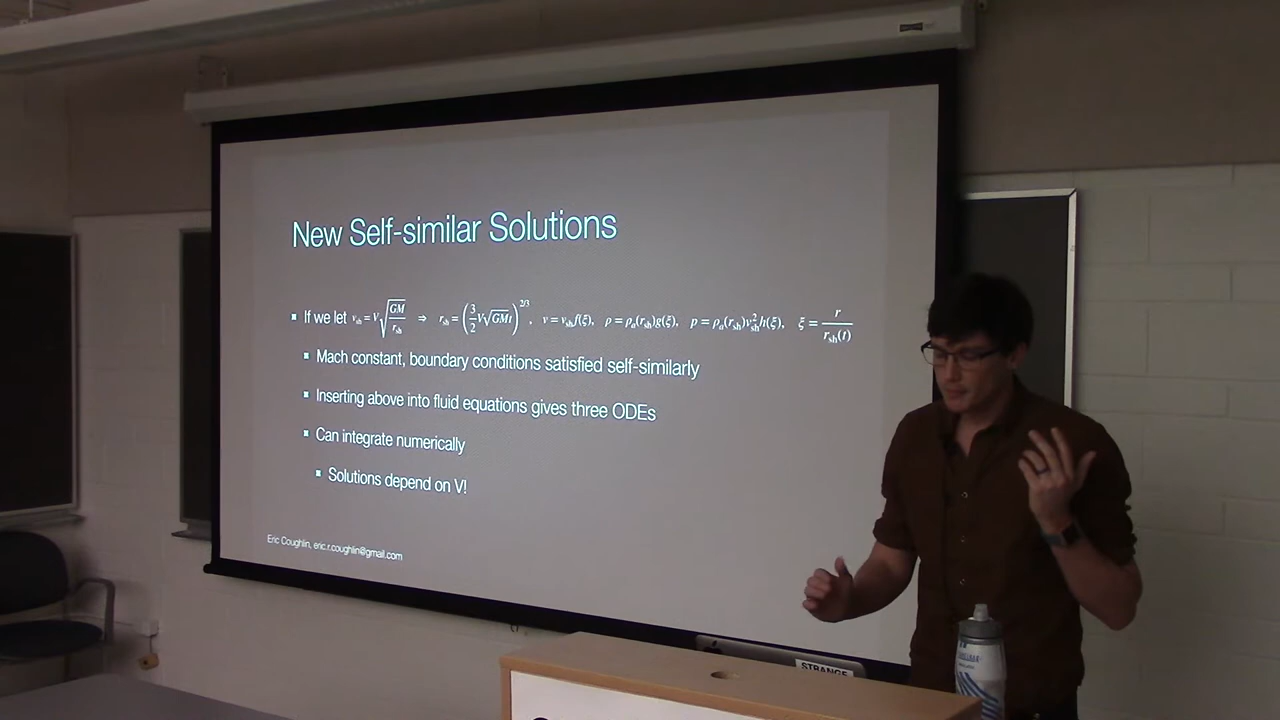 New Self-similar Solutions
▪ If we let v_sh = V√(GM/r_sh) ⇒ r_sh = (3/2 V√GM t)^{2/3}, v = v_sh f(ξ), ρ = ρ_a(r_sh)g(ξ), p = ρ_a(r_sh)v_sh^2 h(ξ), ξ = r/r_sh(t)
▪ Mach constant, boundary conditions satisfied self-similarly
▪ Inserting above into fluid equations gives three ODEs
▪ Can integrate numerically
▪ Solutions depend on V!
Eric Coughlin, eric.r.coughlin@gmail.com
STRANGE